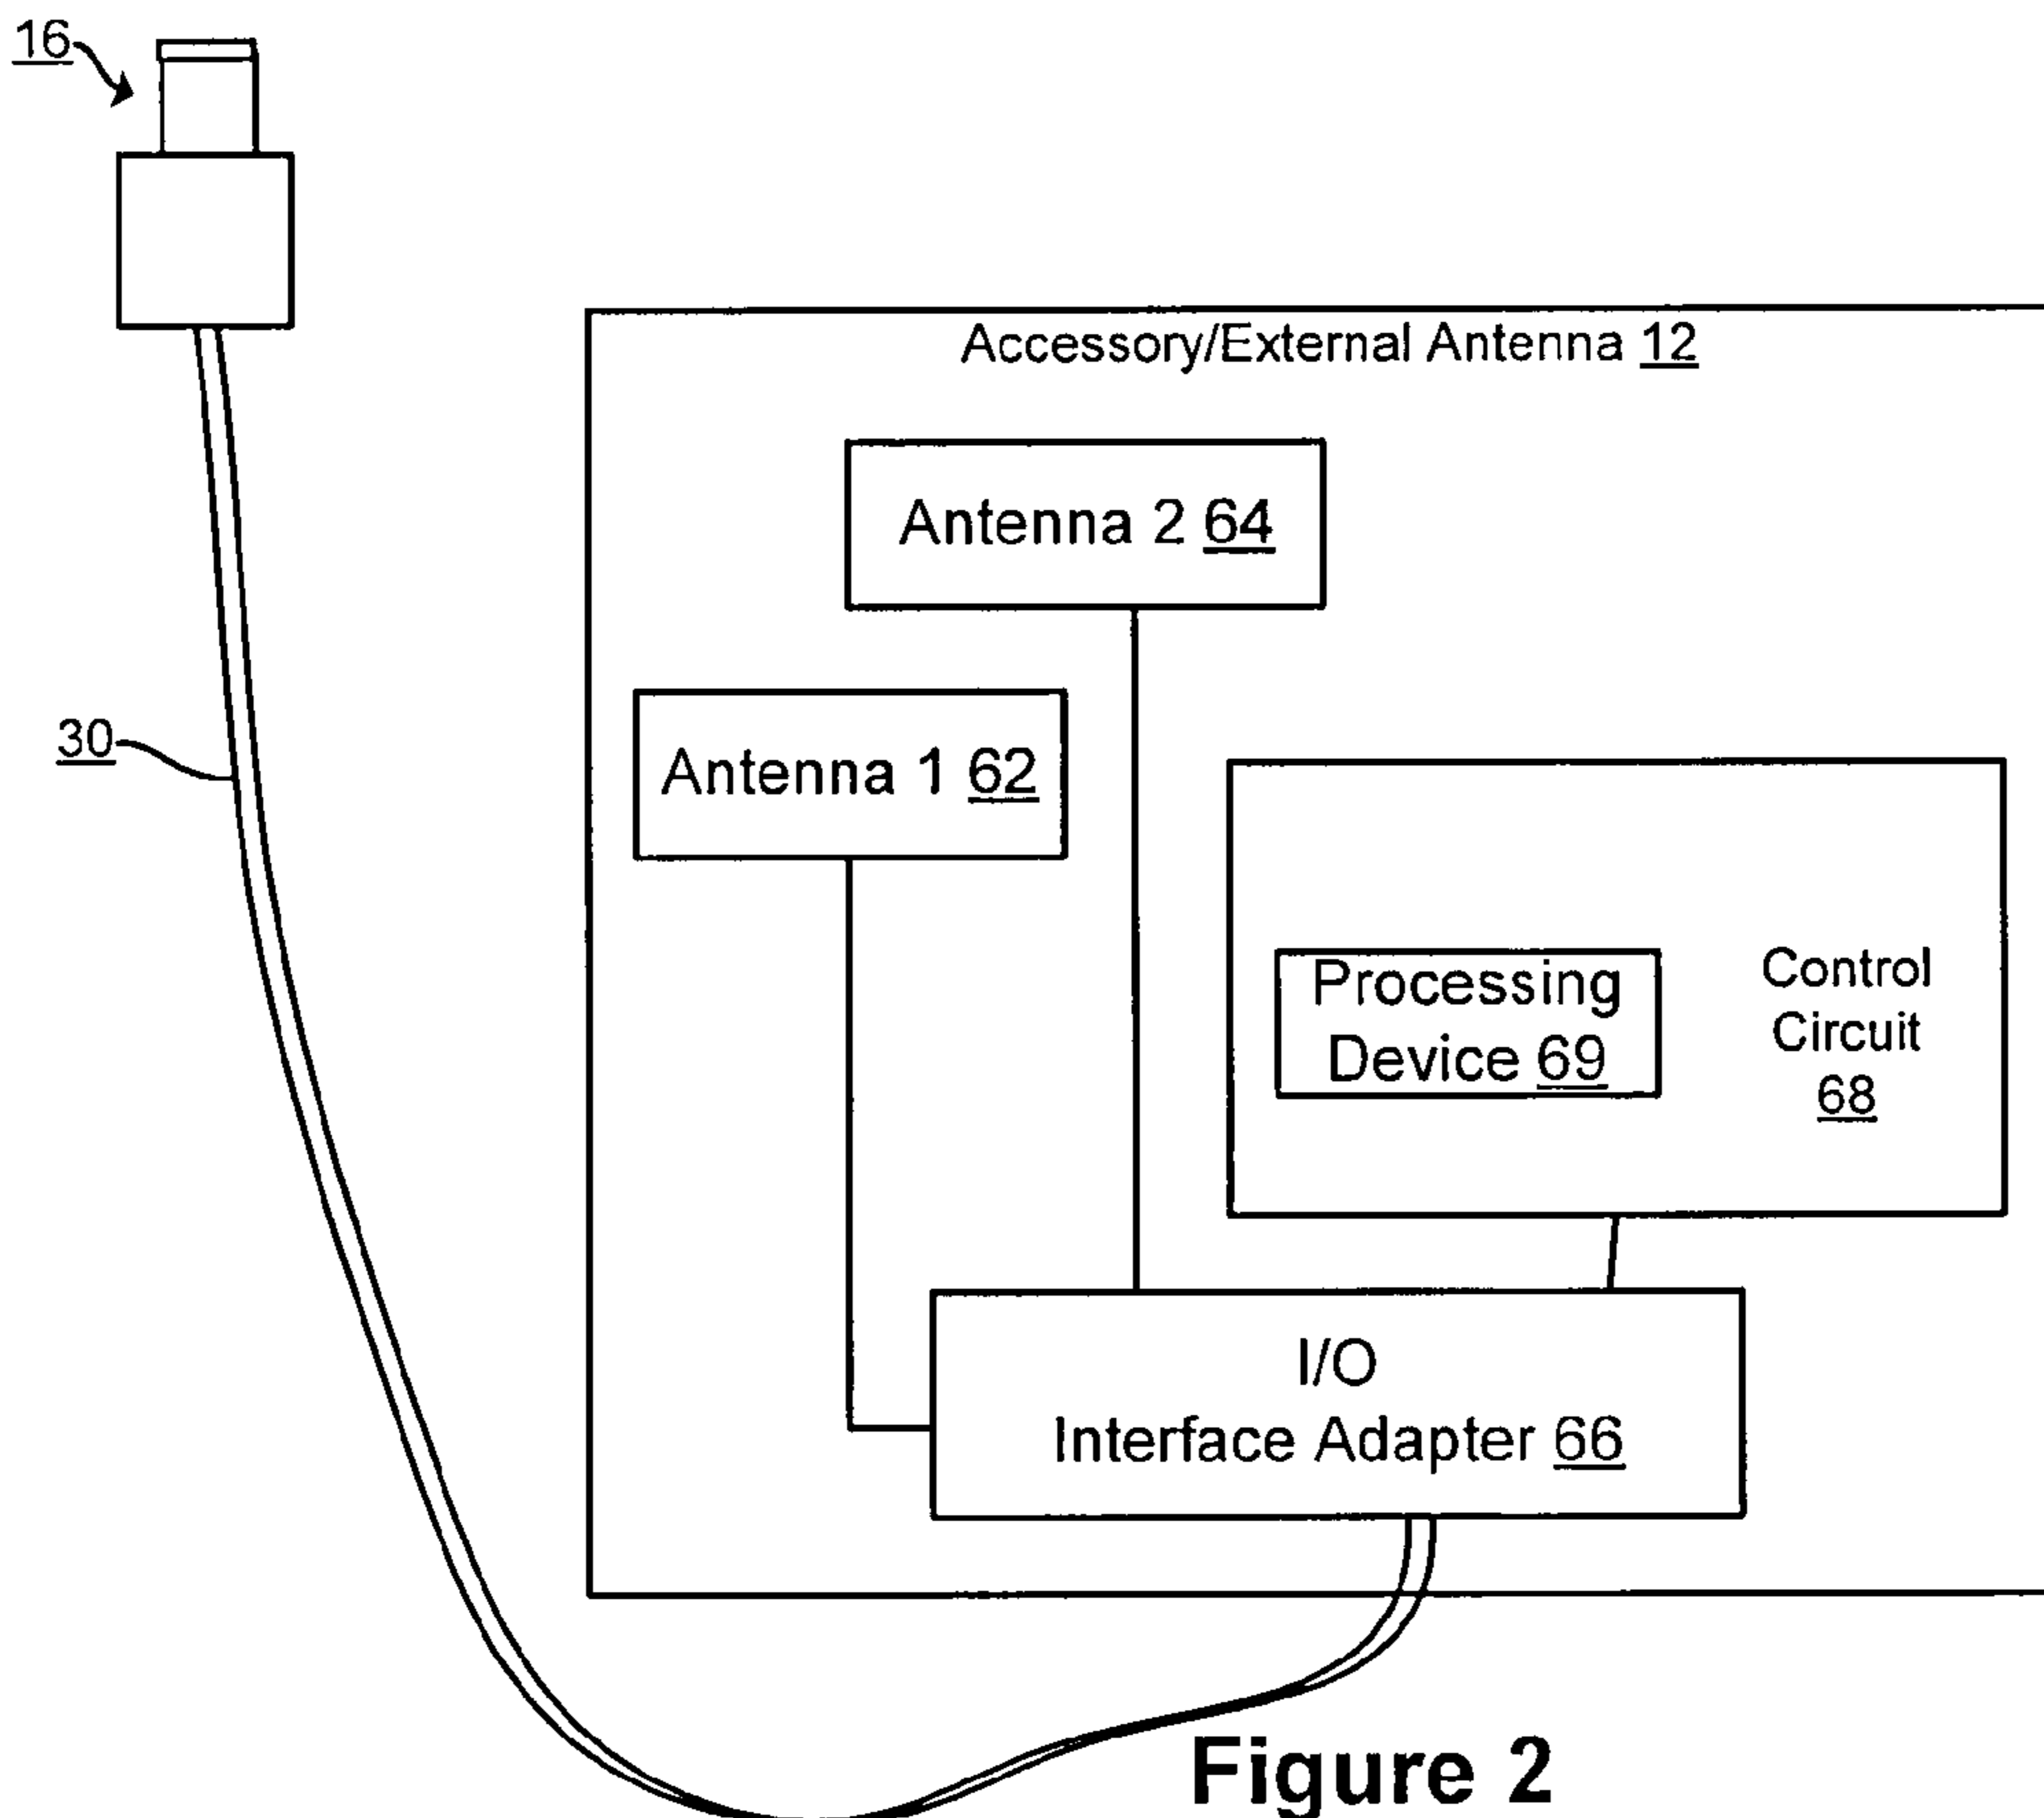 16
Accessory/External Antenna 12
Antenna 2 64
30
Antenna 1 62
Processing
Device 69
Control
Circuit
68
I/O
Interface Adapter 66
Figure 2